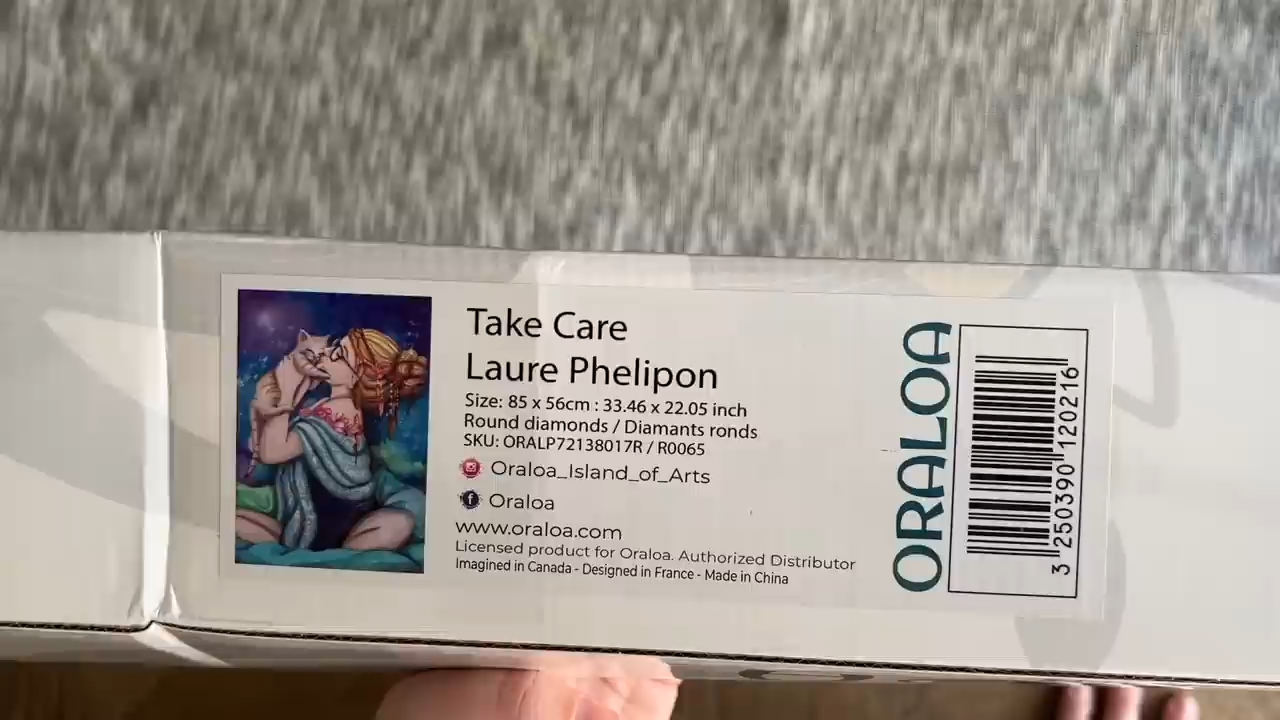 Take Care
Laure Phelipon
Size: 85 x 56cm : 33.46 x 22.05 inch
Round diamonds / Diamants ronds
SKU: ORALP72138017R / R0065
Oraloa_Island_of_Arts
f Oraloa
www.oraloa.com
Licensed product for Oraloa. Authorized Distributor
Imagined in Canada - Designed in France - Made in China
ORALOA
3 250390 120216